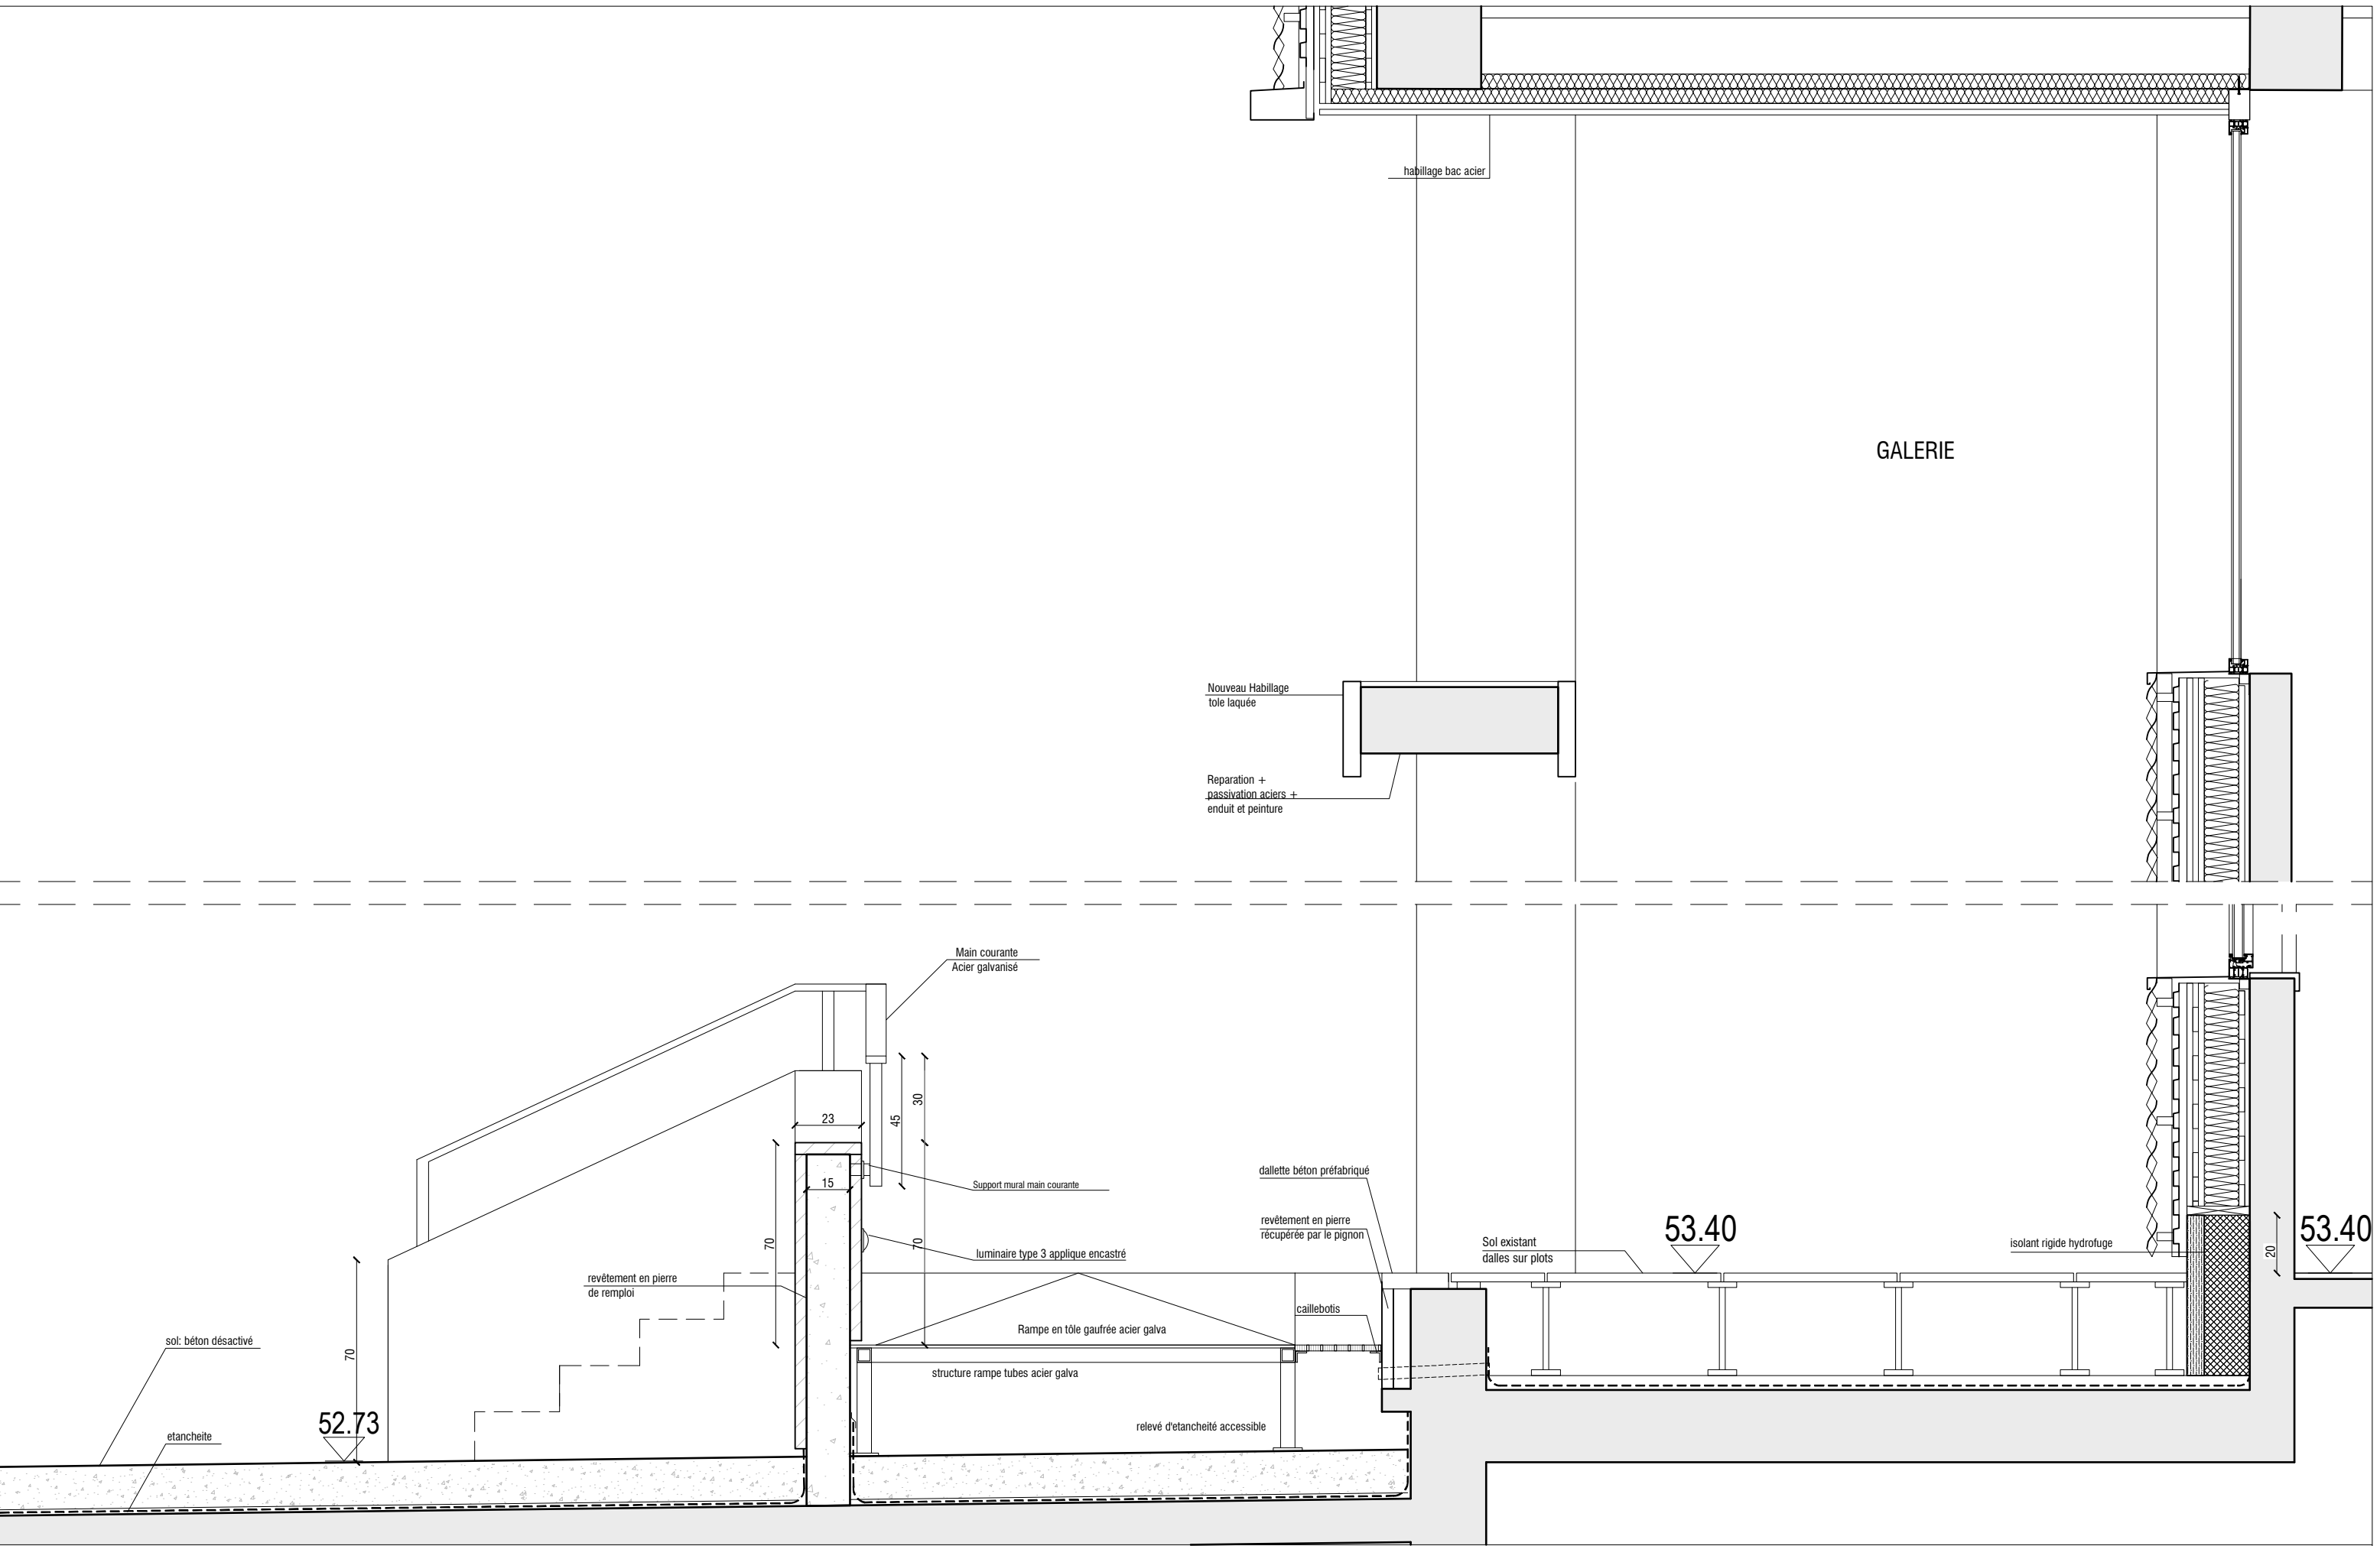 habillage bac acier
GALERIE
Nouveau Habillage
tole laquée
Reparation +
passivation aciers +
enduit et peinture
Main courante
Acier galvanisé
30
45
23
15
Support mural main courante
70
70
luminaire type 3 applique encastré
dallette béton préfabriqué
revêtement en pierre
récupérée par le pignon
Sol existant
dalles sur plots
53.40
isolant rigide hydrofuge
20
53.40
revêtement en pierre
de remploi
caillebotis
Rampe en tôle gaufrée acier galva
structure rampe tubes acier galva
sol: béton désactivé
70
52.73
relevé d'etancheité accessible
etancheite